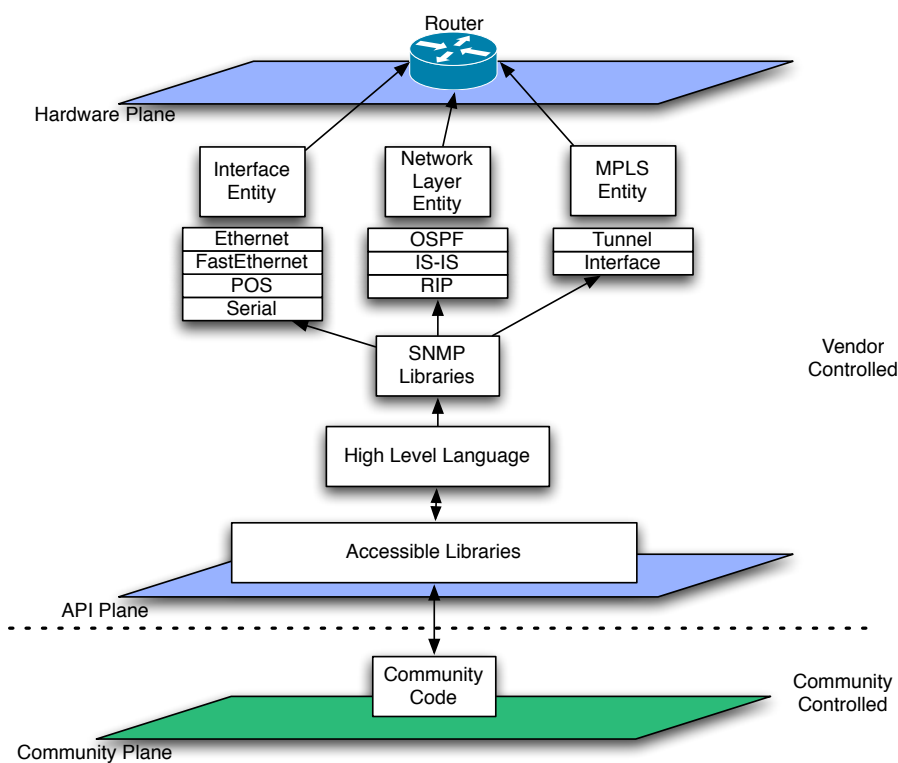 Router
Hardware Plane
Interface
Entity
Network
Layer
Entity
MPLS
Entity
Ethernet
FastEthernet
POS
Serial
OSPF
IS-IS
RIP
Tunnel
Interface
SNMP
Libraries
Vendor
Controlled
High Level Language
Accessible Libraries
API Plane
Community
Code
Community
Controlled
Community Plane